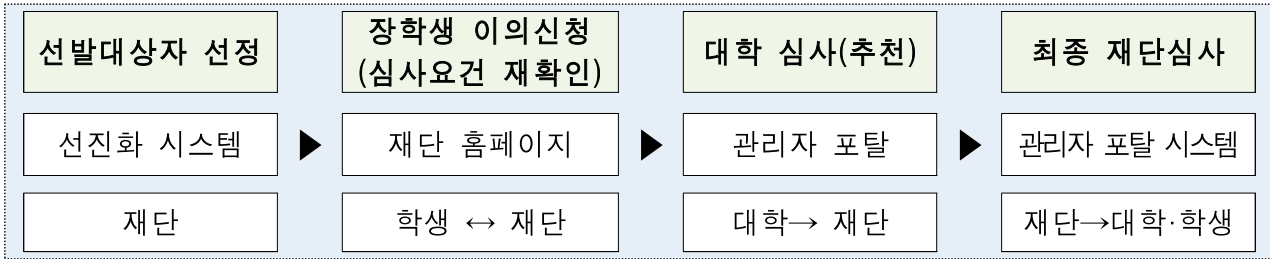 선발대상자 선정
장학생 이의신청
(심사요건 재확인)
대학 심사(추천)
최종 재단심사
선진화 시스템
▶
재단 홈페이지
▶
관리자 포탈
▶
관리자 포탈 시스템
재단
학생 ↔ 재단
대학→ 재단
재단→대학·학생